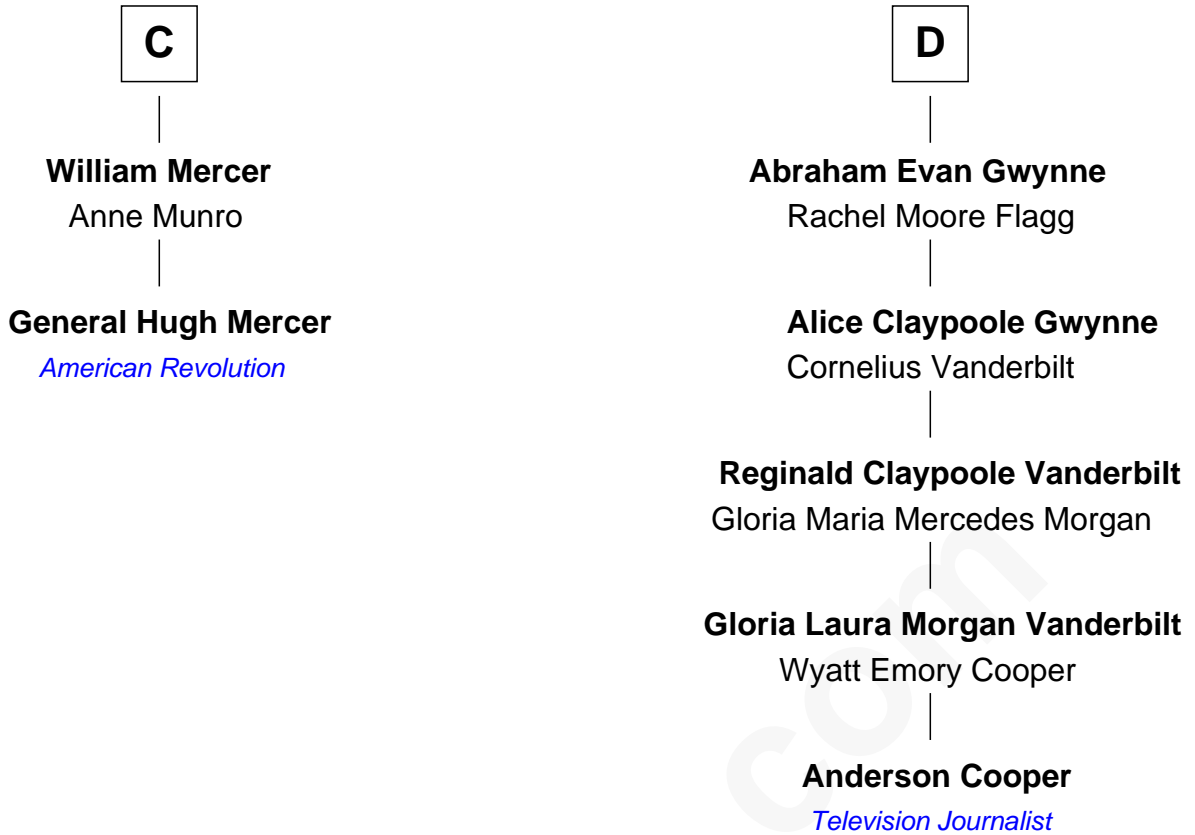 C
William Mercer
Anne Munro
General Hugh Mercer
American Revolution
D
Abraham Evan Gwynne
Rachel Moore Flagg
Alice Claypoole Gwynne
Cornelius Vanderbilt
Reginald Claypoole Vanderbilt
Gloria Maria Mercedes Morgan
Gloria Laura Morgan Vanderbilt
Wyatt Emory Cooper
Anderson Cooper
Television Journalist
com